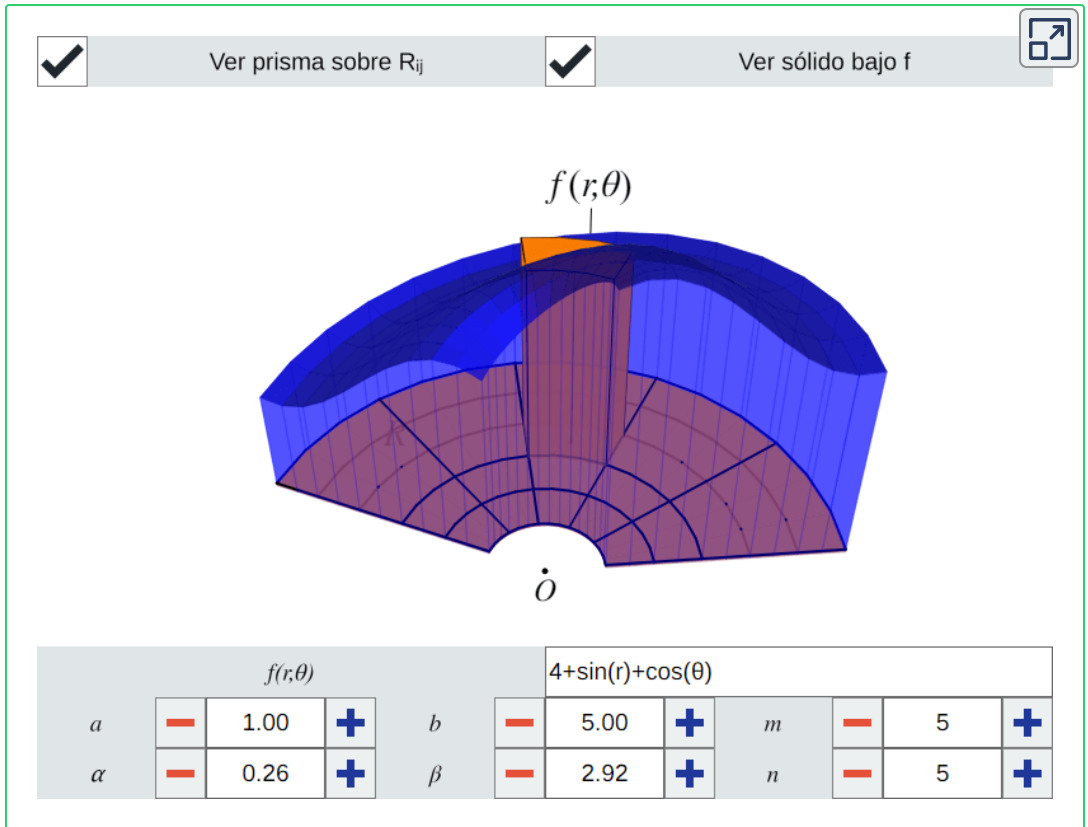 Ver prisma sobre Rij Ver sólido bajo f
f(r,θ)
R
O
f(r,θ) 4+sin(r)+cos(θ)
a 1.00 b 5.00 m 5
α 0.26 β 2.92 n 5